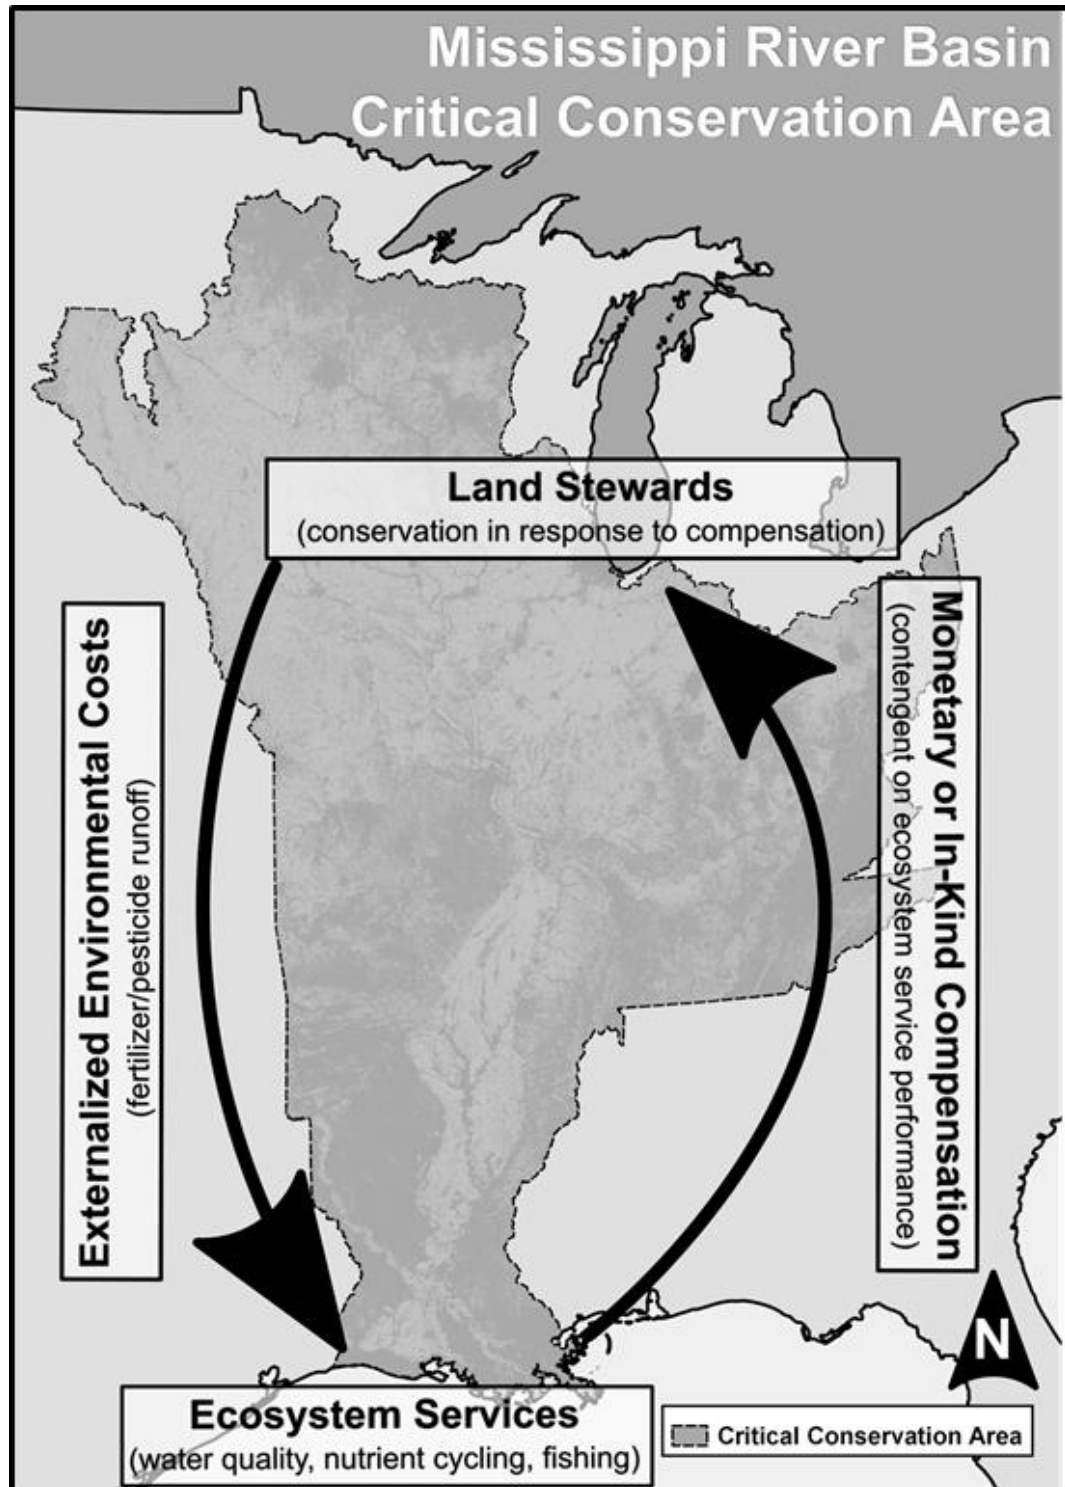 Mississippi River Basin
Critical Conservation Area
Land Stewards
(conservation in response to compensation)
Externalized Environmental Costs
(fertilizer/pesticide runoff)
Monetary or In-Kind Compensation
(contengent on ecosystem service performance)
N
Ecosystem Services
(water quality, nutrient cycling, fishing)
Critical Conservation Area